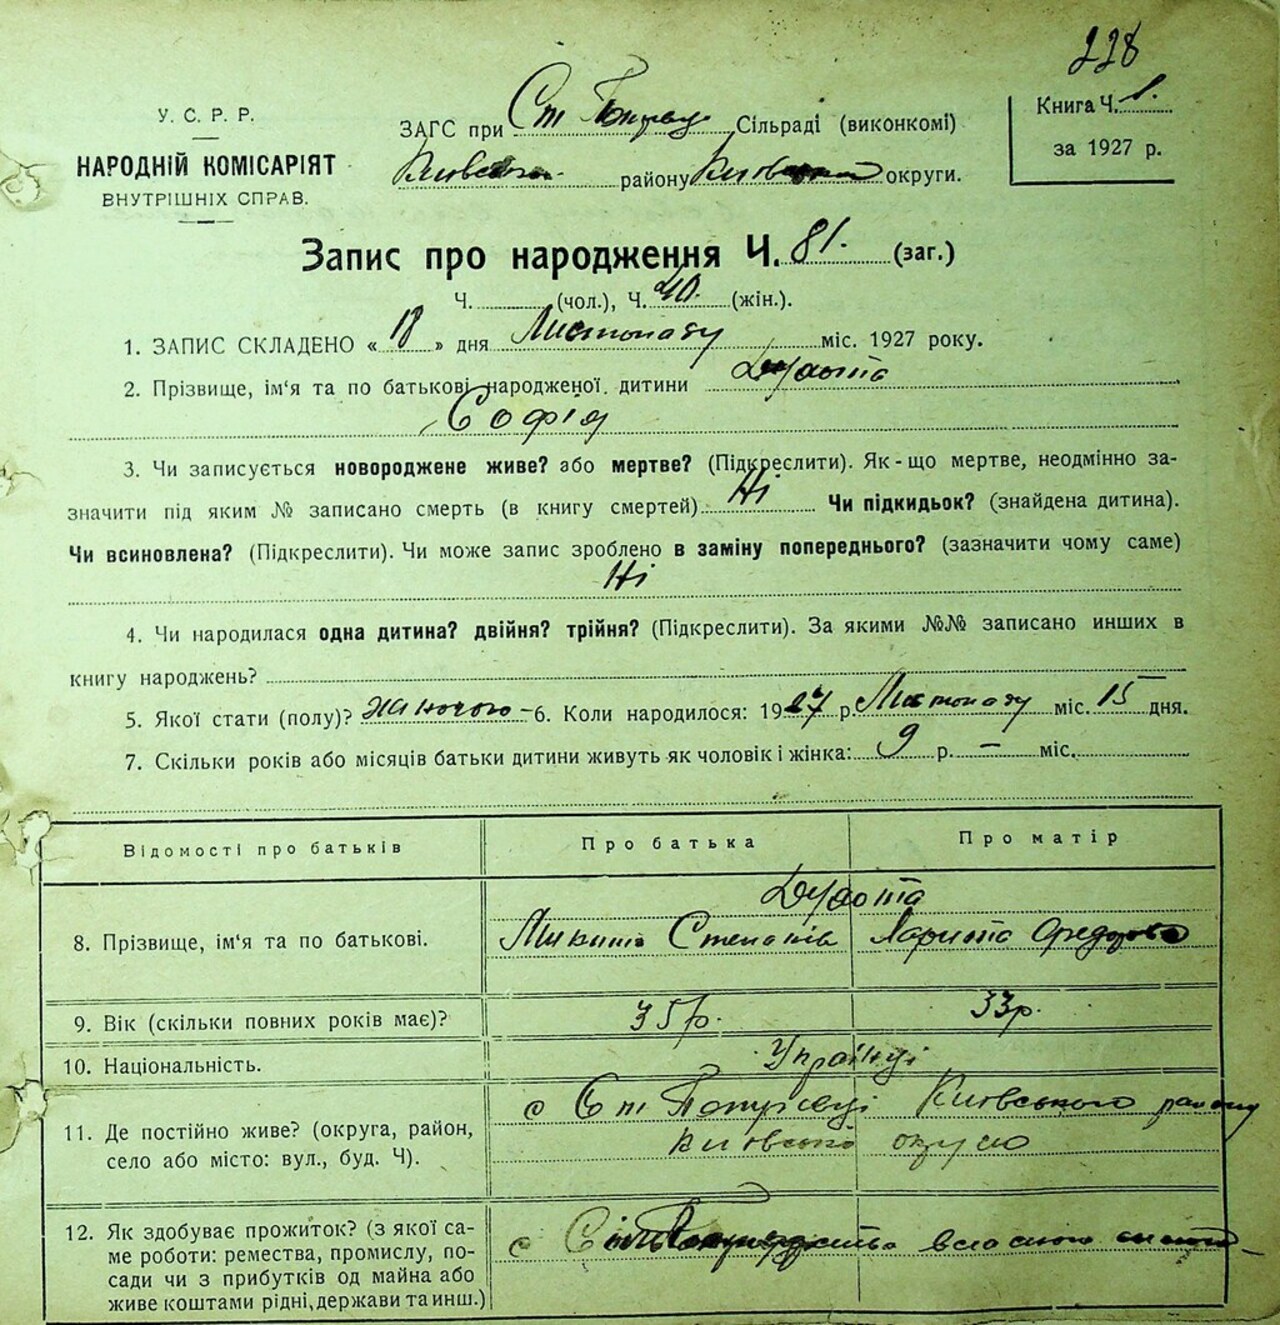 228
У. С. Р. Р.
НАРОДНІЙ КОМІСАРІЯТ
ВНУТРІШНІХ СПРАВ.
ЗАГС при Ст Сільраді (виконкомі)
району округи.
Книга Ч. 1.
за 1927 р.
Запис про народження Ч. 81. (заг.)
Ч. (чол.), Ч. 40. (жін.).
1. ЗАПИС СКЛАДЕНО « 18 » дня Листопаду міс. 1927 року.
2. Прізвище, ім'я та по батькові народженої дитини
Софія
3. Чи записується новороджене живе? або мертве? (Підкреслити). Як-що мертве, неодмінно за-
значити під яким № записано смерть (в книгу смертей) Ні Чи підкидьок? (знайдена дитина).
Чи всиновлена? (Підкреслити). Чи може запис зроблено в заміну попереднього? (зазначити чому саме)
Ні
4. Чи народилася одна дитина? двійня? трійня? (Підкреслити). За якими №№ записано инших в
книгу народжень? —
5. Якої стати (полу)? жіночого – 6. Коли народилося: 1927 р. Листопаду міс. 15 дня.
7. Скільки років або місяців батьки дитини живуть як чоловік і жінка: 9 р. – міс.
Відомості про батьків Про батька Про матір
8. Прізвище, ім'я та по батькові. Микита Степанів
9. Вік (скільки повних років має)? 35 р. 33 р.
10. Національність. Українці
11. Де постійно живе? (округа, район, село або місто: вул., буд. Ч). с Ст Київського району
округи
12. Як здобуває прожиток? (з якої са-
ме роботи: ремества, промислу, по-
сади чи з прибутків од майна або
живе коштами рідні, держави та инш.)